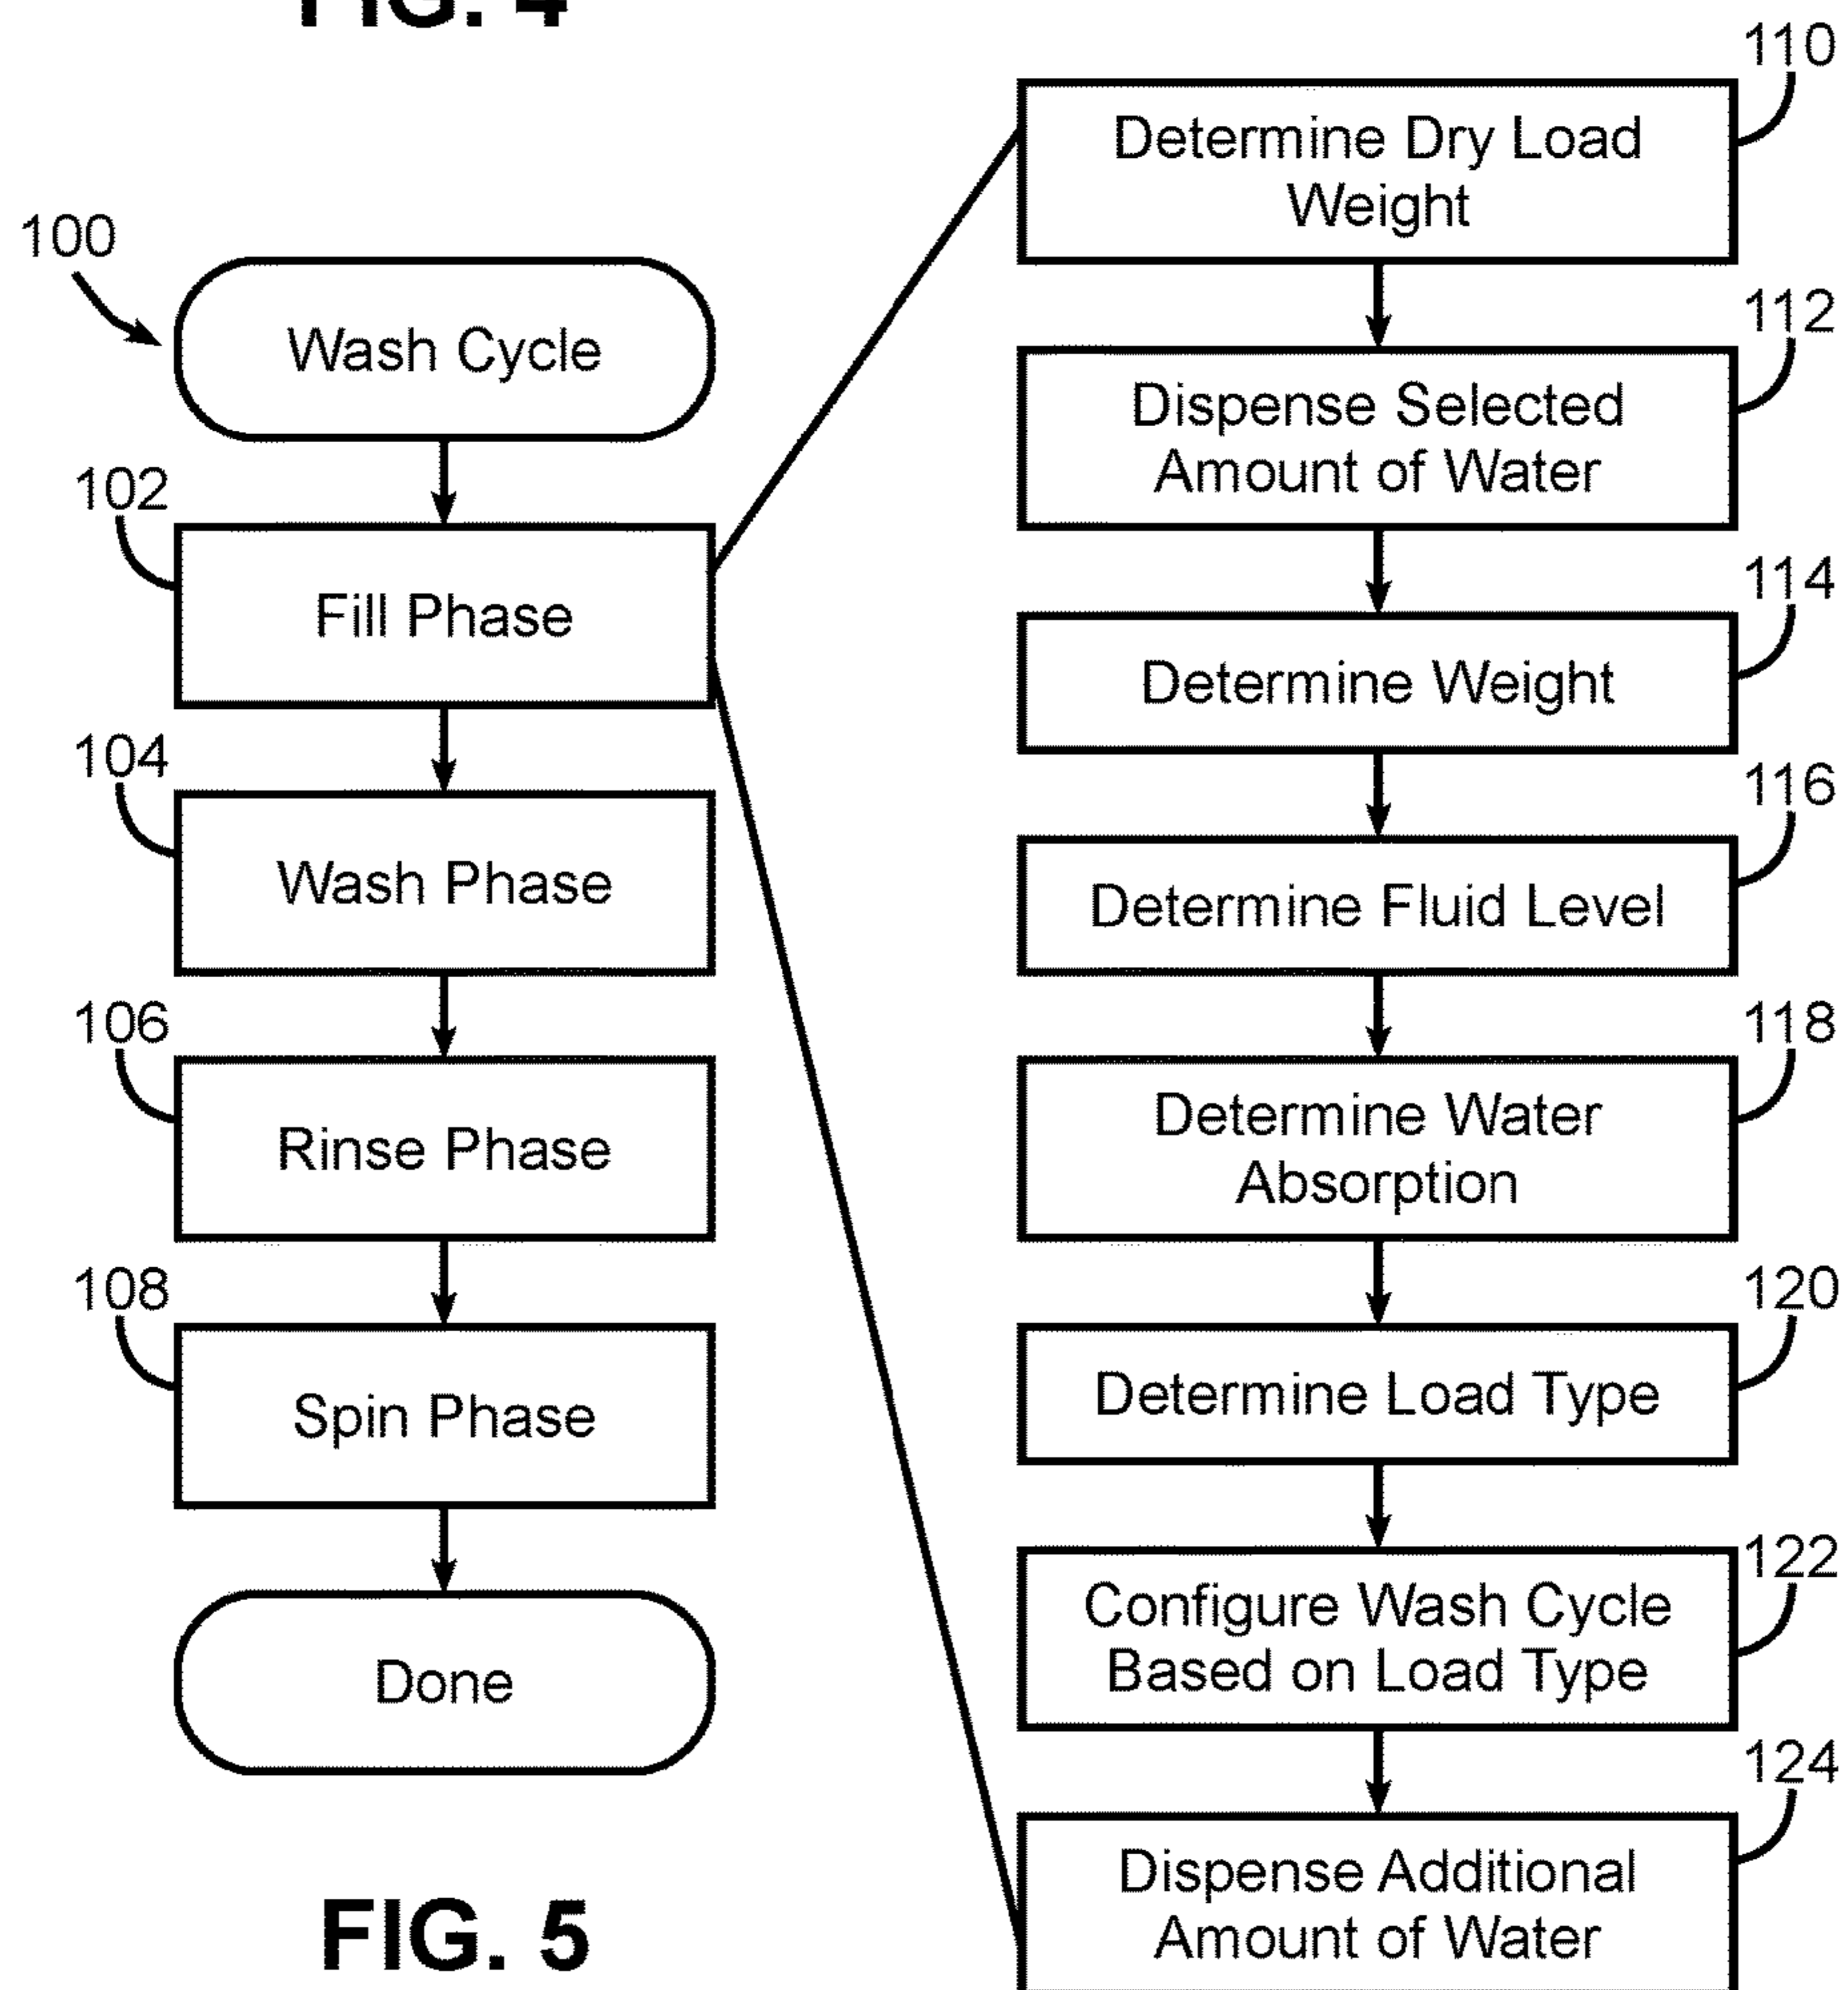 FIG. 4
100
Wash Cycle
102
Fill Phase
104
Wash Phase
106
Rinse Phase
108
Spin Phase
Done
FIG. 5
110
Determine Dry Load
Weight
112
Dispense Selected
Amount of Water
114
Determine Weight
116
Determine Fluid Level
118
Determine Water
Absorption
120
Determine Load Type
122
Configure Wash Cycle
Based on Load Type
124
Dispense Additional
Amount of Water